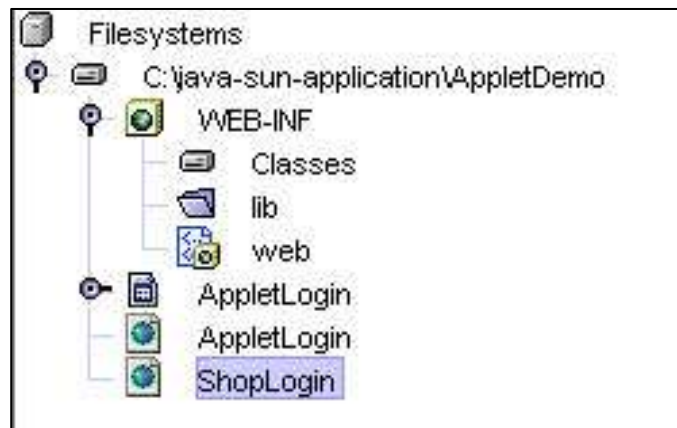 Filesystems
C:\java-sun-application\AppletDemo
WEB-INF
Classes
lib
web
AppletLogin
AppletLogin
ShopLogin